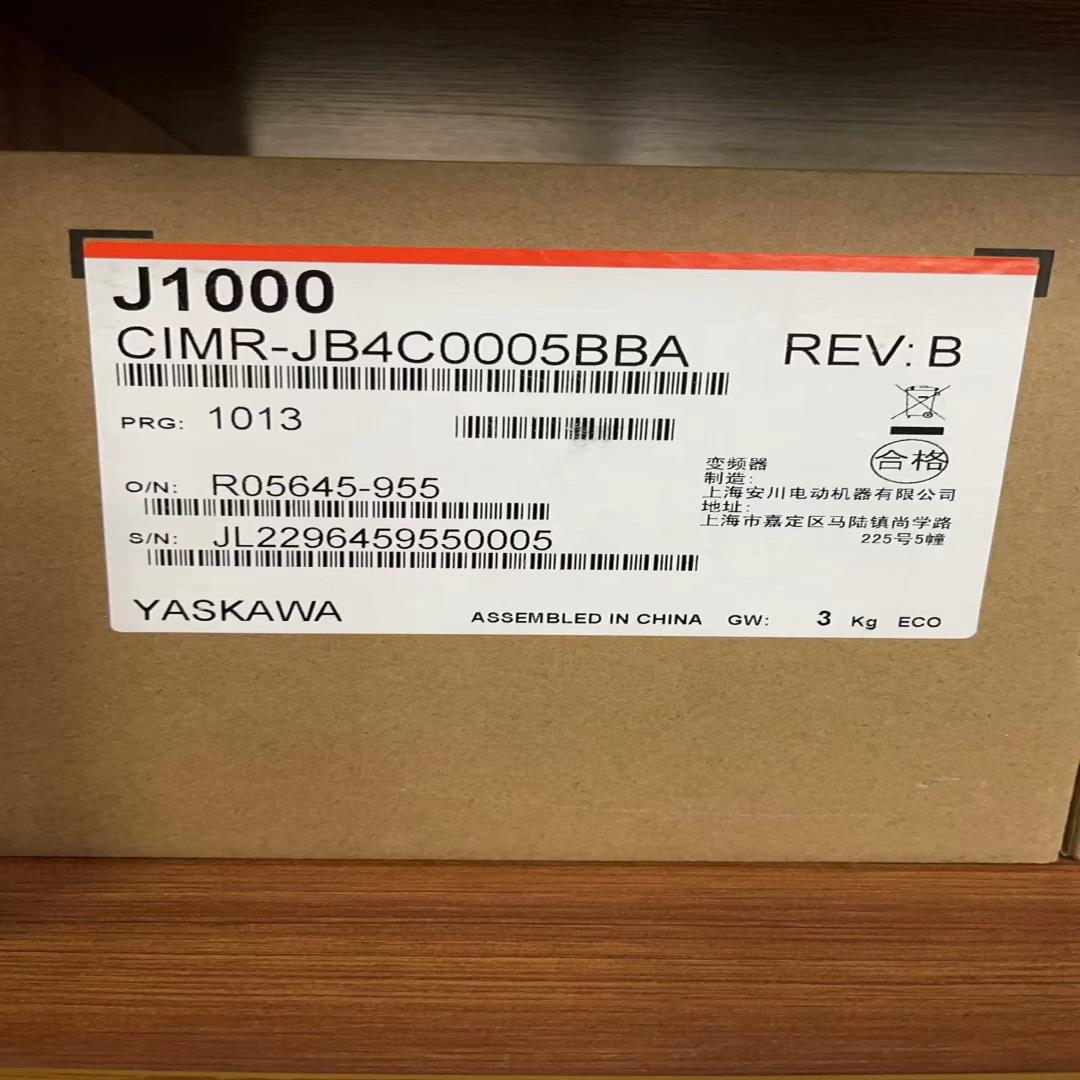 J1000
CIMR-JB4C0005BBA REV: B
PRG: 1013
合格
变频器
制造:
上海安川电动机器有限公司
地址:
上海市嘉定区马陆镇尚学路
225号5幢
O/N: R05645-955
S/N: JL2296459550005
YASKAWA ASSEMBLED IN CHINA GW: 3 Kg ECO